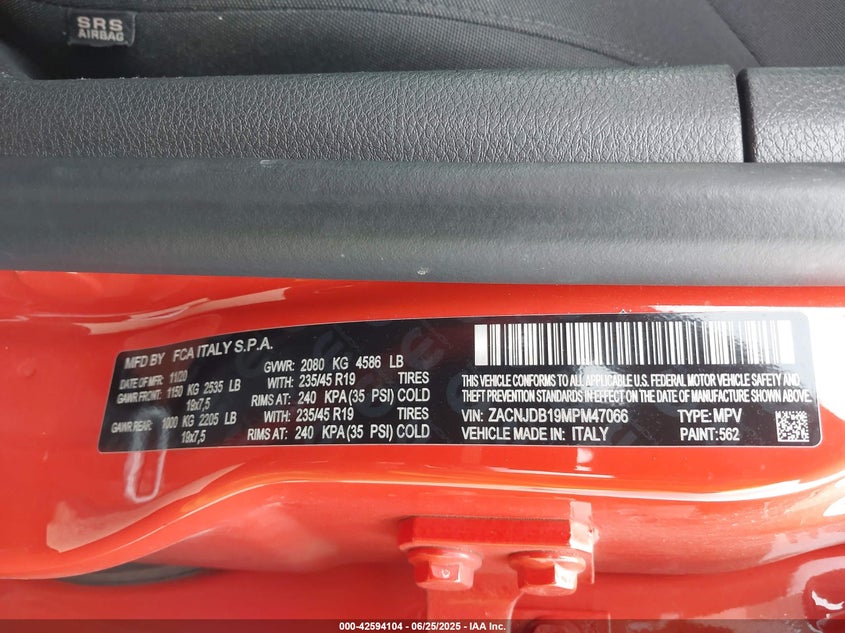 SRS
AIRBAG
MFD BY FCA ITALY S.P.A.
DATE OF MFR: 11/20 GVWR: 2080 KG 4586 LB
GAWR FRONT: 1150 KG 2535 LB WITH: 235/45 R19 TIRES
19x7,5 RIMS AT: 240 KPA (35 PSI) COLD
GAWR REAR: 1000 KG 2205 LB WITH: 235/45 R19 TIRES
19x7,5 RIMS AT: 240 KPA (35 PSI) COLD
THIS VEHICLE CONFORMS TO ALL APPLICABLE U.S. FEDERAL MOTOR VEHICLE SAFETY AND
THEFT PREVENTION STANDARDS IN EFFECT ON THE DATE OF MANUFACTURE SHOWN ABOVE
VIN: ZACNJDB19MPM47066 TYPE: MPV
VEHICLE MADE IN: ITALY PAINT: 562
000-42594104 - 06/25/2025 - IAA Inc.